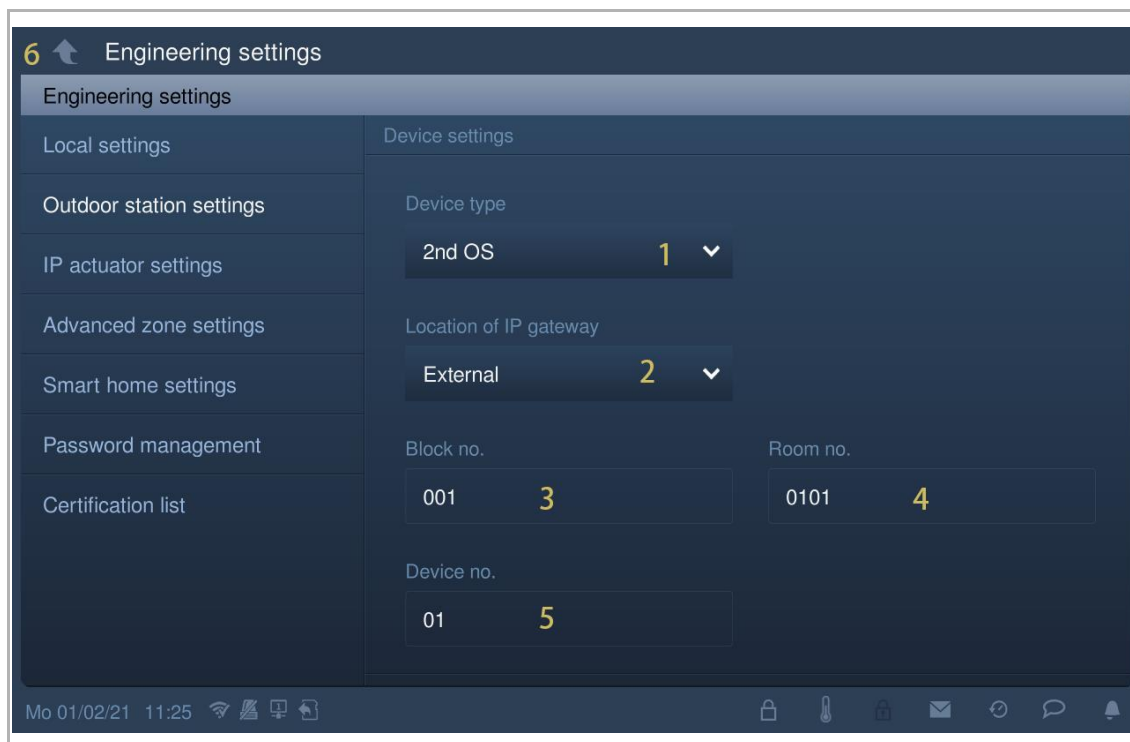 6 Engineering settings
Engineering settings
Local settings
Outdoor station settings
IP actuator settings
Advanced zone settings
Smart home settings
Password management
Certification list
Device settings
Device type
2nd OS 1
Location of IP gateway
External 2
Block no. Room no.
001 3 0101 4
Device no.
01 5
Mo 01/02/21 11:25